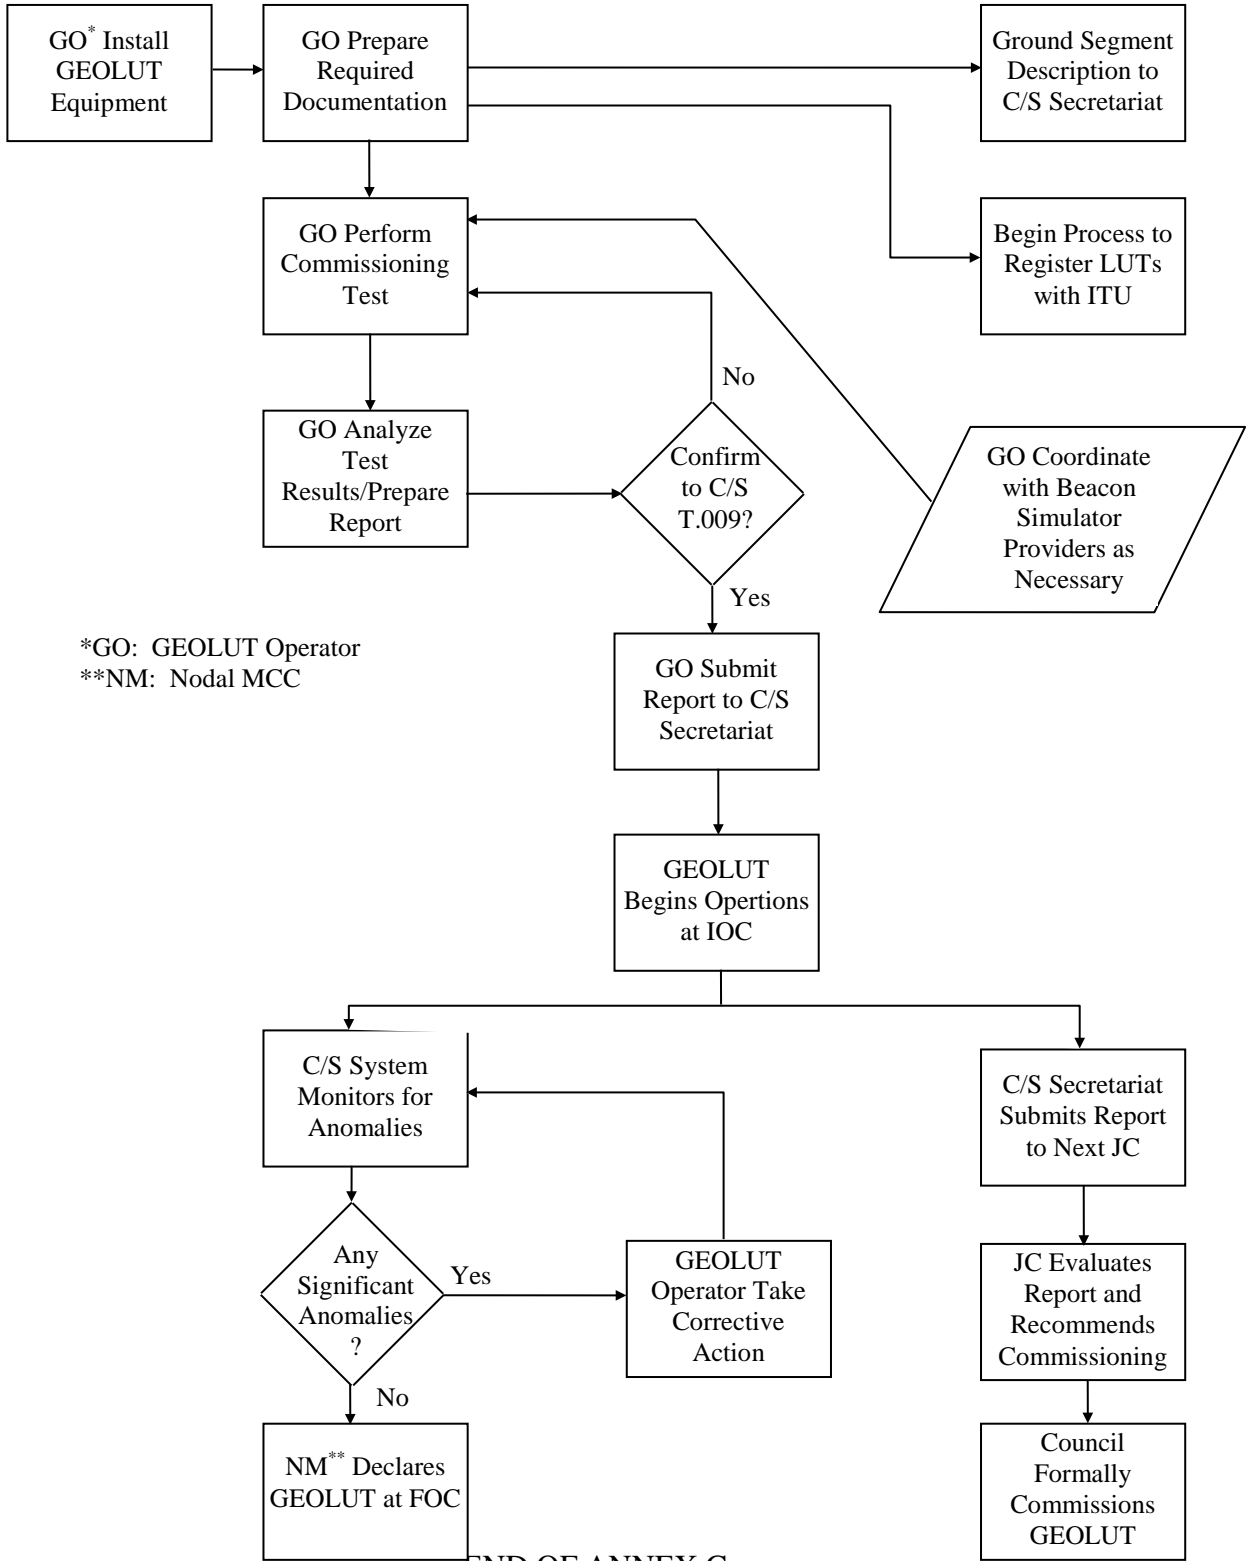 GO* Install
GEOLUT
Equipment
GO Prepare
Required
Documentation
Ground Segment
Description to
C/S Secretariat
GO Perform
Commissioning
Test
Begin Process to
Register LUTs
with ITU
No
GO Analyze
Test
Results/Prepare
Report
Confirm
to C/S
T.009?
GO Coordinate
with Beacon
Simulator
Providers as
Necessary
Yes
*GO: GEOLUT Operator
**NM: Nodal MCC
GO Submit
Report to C/S
Secretariat
GEOLUT
Begins Opertions
at IOC
C/S System
Monitors for
Anomalies
C/S Secretariat
Submits Report
to Next JC
Any
Significant
Anomalies
?
Yes
GEOLUT
Operator Take
Corrective
Action
JC Evaluates
Report and
Recommends
Commissioning
No
NM** Declares
GEOLUT at FOC
Council
Formally
Commissions
GEOLUT
END OF ANNEX C